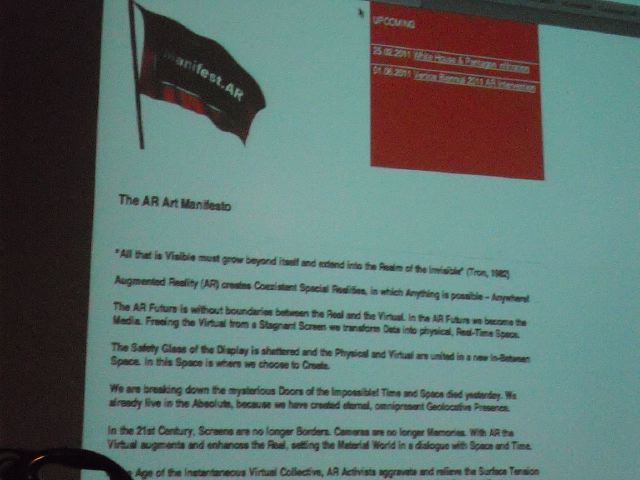 manifest.AR
UPCOMING
25.02.2011 White House & Pentagon infiltration
01.06.2011 Venice Biennial 2011 AR Intervention
The AR Art Manifesto
"All that is Visible must grow beyond itself and extend into the Realm of the Invisible" (Tron, 1982)
Augmented Reality (AR) creates Coexistent Spacial Realities, in which Anything is possible – Anywhere!
The AR Future is without boundaries between the Real and the Virtual. In the AR Future we become the
Media. Freeing the Virtual from a Stagnant Screen we transform Data into physical, Real-Time Space.
The Safety Glass of the Display is shattered and the Physical and Virtual are united in a new In-Between
Space. In this Space is where we choose to Create.
We are breaking down the mysterious Doors of the Impossible! Time and Space died yesterday. We
already live in the Absolute, because we have created eternal, omnipresent Geolocative Presence.
In the 21st Century, Screens are no longer Borders. Cameras are no longer Memories. With AR the
Virtual augments and enhances the Real, setting the Material World in a dialogue with Space and Time.
Age of the Instantaneous Virtual Collective, AR Activists aggravate and relieve the Surface Tension